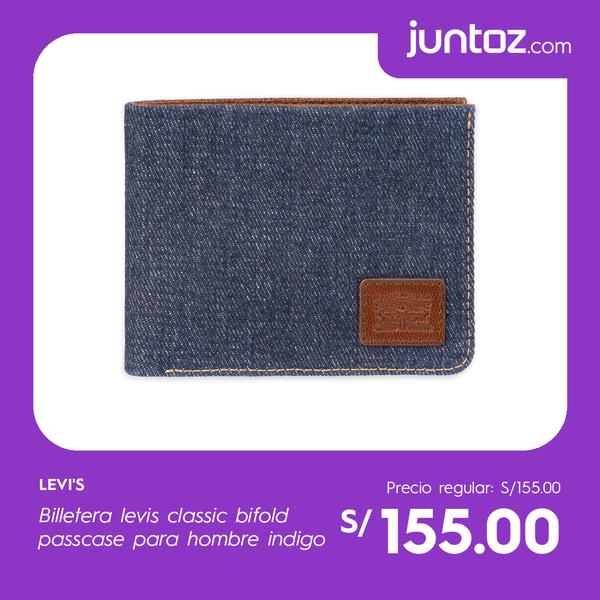 juntoz.com
LEVI'S
Billetera levis classic bifold
passcase para hombre indigo
Precio regular: S/155.00
S/ 155.00